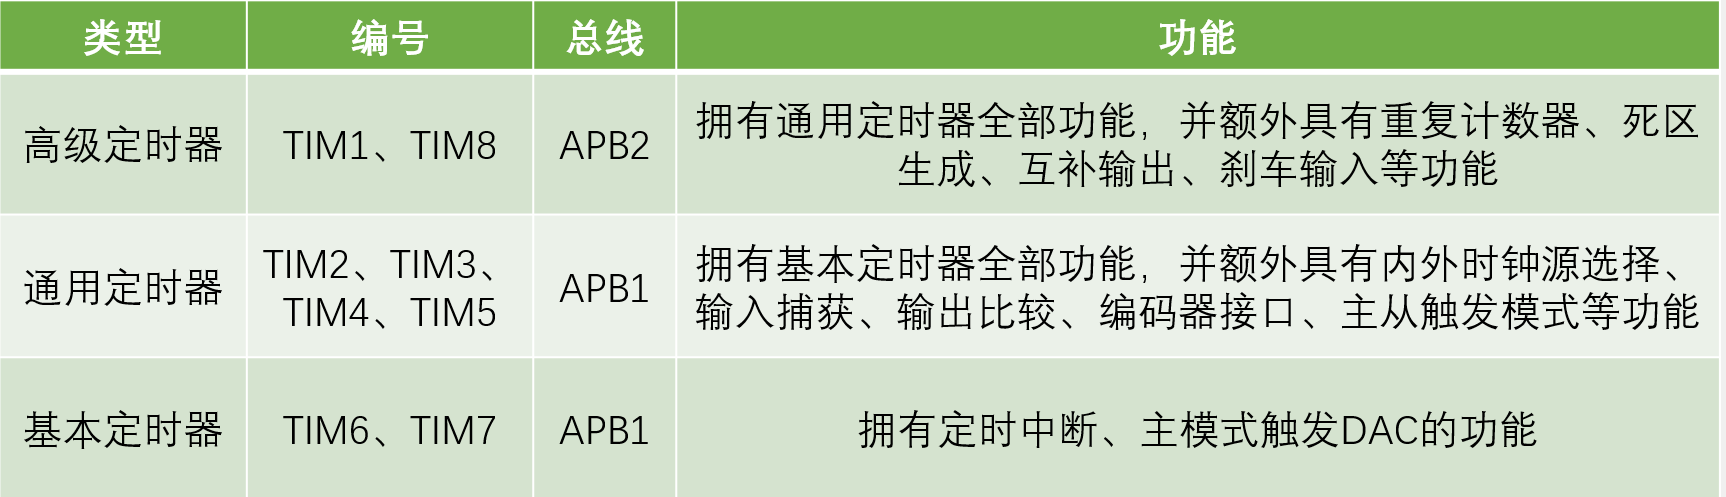 类型 编号 总线 功能
高级定时器 TIM1、TIM8 APB2 拥有通用定时器全部功能，并额外具有重复计数器、死区
生成、互补输出、刹车输入等功能
通用定时器 TIM2、TIM3、
TIM4、TIM5 APB1 拥有基本定时器全部功能，并额外具有内外时钟源选择、
输入捕获、输出比较、编码器接口、主从触发模式等功能
基本定时器 TIM6、TIM7 APB1 拥有定时中断、主模式触发DAC的功能